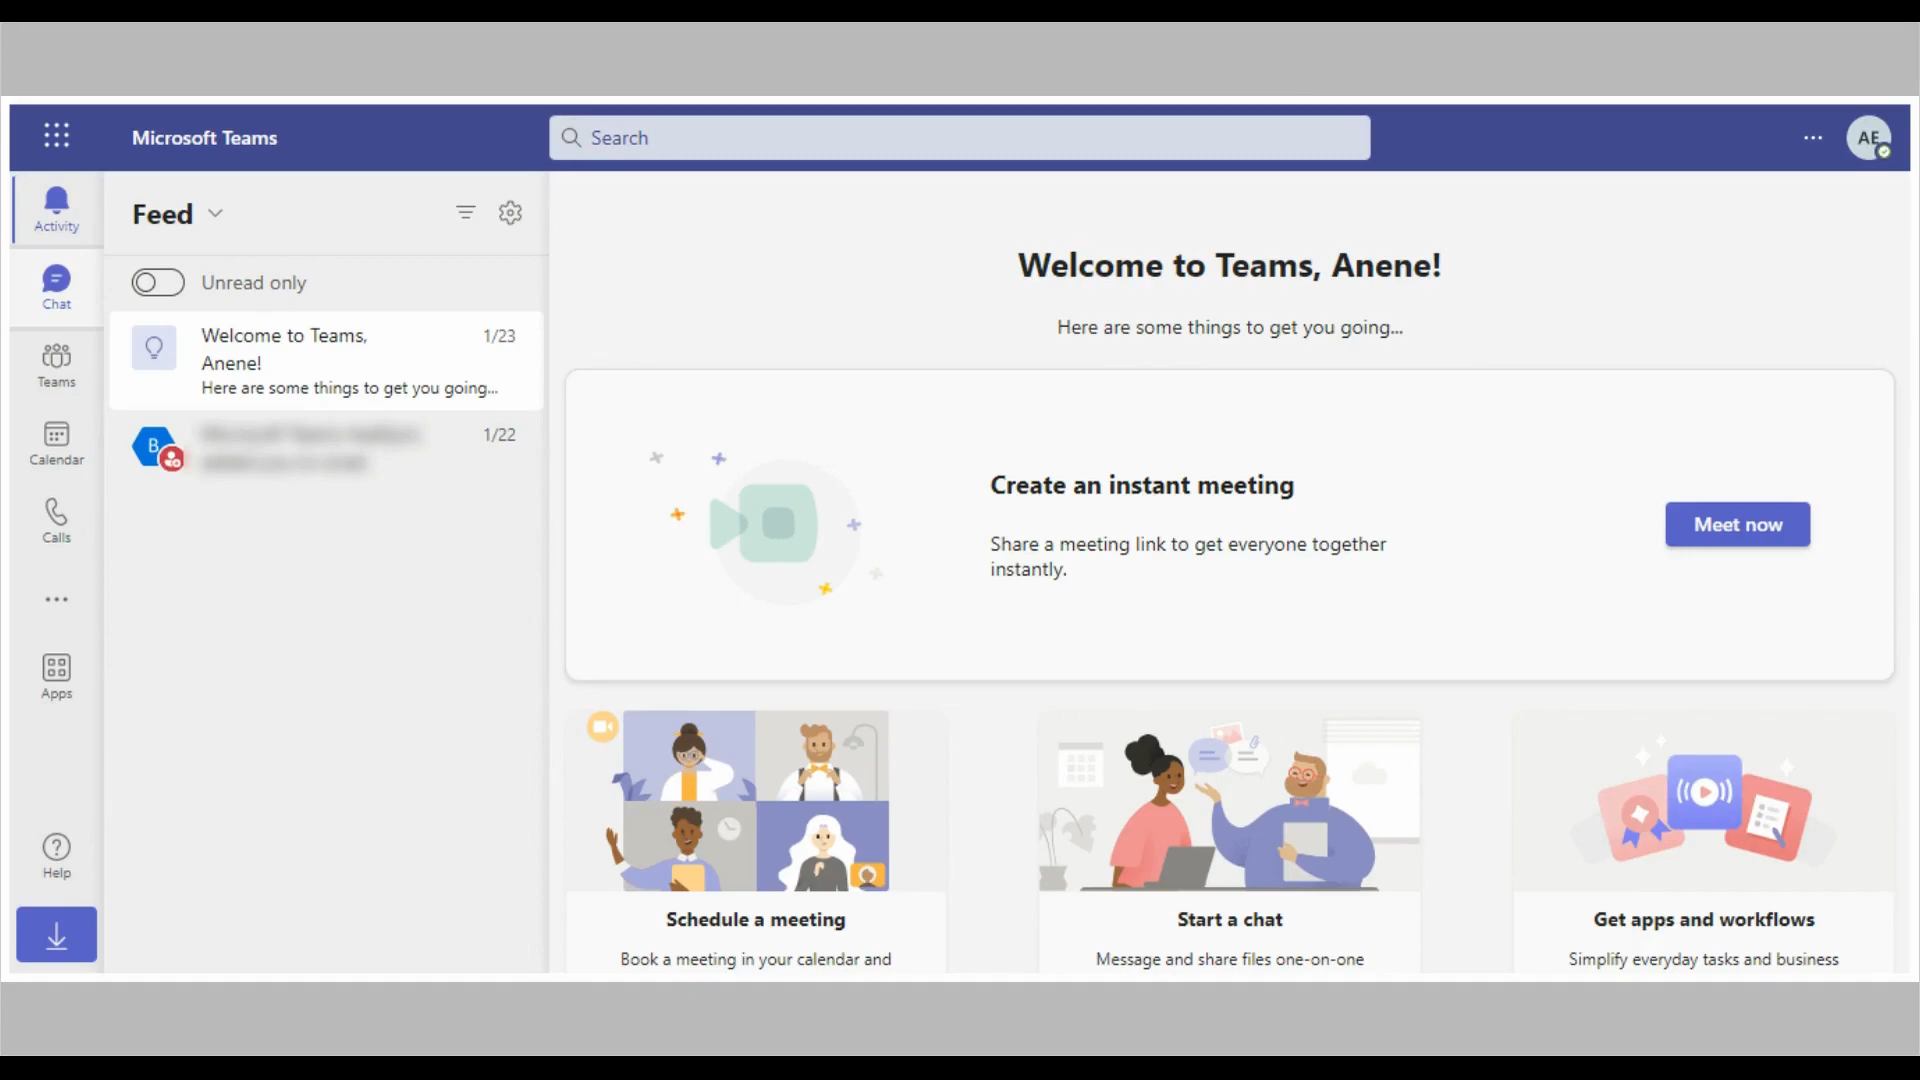 Microsoft Teams
Search
...
AE
Activity
Chat
Teams
Calendar
Calls
...
Apps
Help
Feed
Unread only
Welcome to Teams, 1/23
Anene!
Here are some things to get you going...
B
1/22
Welcome to Teams, Anene!
Here are some things to get you going...
Create an instant meeting
Share a meeting link to get everyone together
instantly.
Meet now
Schedule a meeting
Book a meeting in your calendar and
Start a chat
Message and share files one-on-one
Get apps and workflows
Simplify everyday tasks and business